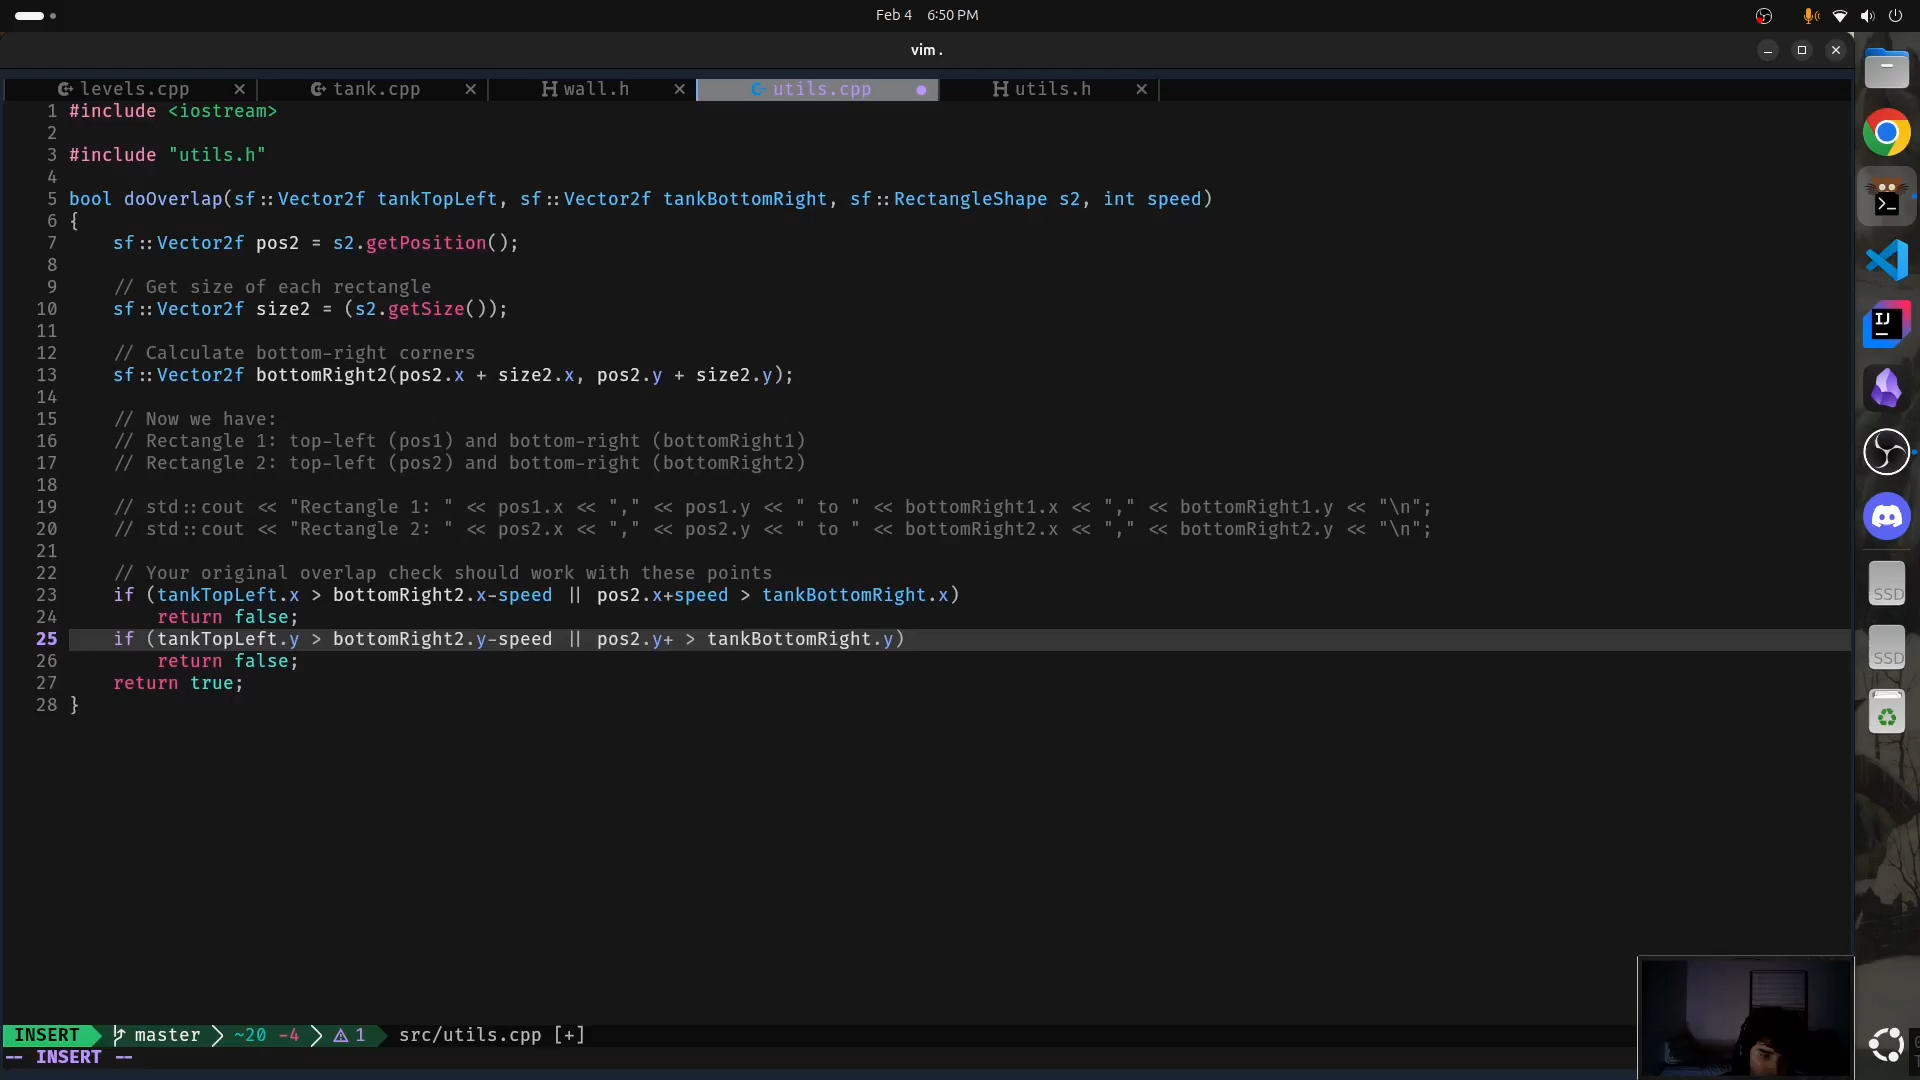 Feb 4 6:50 PM
vim .
levels.cpp × tank.cpp × wall.h × utils.cpp utils.h ×
1 #include <iostream>
2
3 #include "utils.h"
4
5 bool doOverlap(sf::Vector2f tankTopLeft, sf::Vector2f tankBottomRight, sf::RectangleShape s2, int speed)
6 {
7 sf::Vector2f pos2 = s2.getPosition();
8
9 // Get size of each rectangle
10 sf::Vector2f size2 = (s2.getSize());
11
12 // Calculate bottom-right corners
13 sf::Vector2f bottomRight2(pos2.x + size2.x, pos2.y + size2.y);
14
15 // Now we have:
16 // Rectangle 1: top-left (pos1) and bottom-right (bottomRight1)
17 // Rectangle 2: top-left (pos2) and bottom-right (bottomRight2)
18
19 // std::cout << "Rectangle 1: " << pos1.x << "," << pos1.y << " to " << bottomRight1.x << "," << bottomRight1.y << "\n";
20 // std::cout << "Rectangle 2: " << pos2.x << "," << pos2.y << " to " << bottomRight2.x << "," << bottomRight2.y << "\n";
21
22 // Your original overlap check should work with these points
23 if (tankTopLeft.x > bottomRight2.x-speed || pos2.x+speed > tankBottomRight.x)
24 return false;
25 if (tankTopLeft.y > bottomRight2.y-speed || pos2.y+ > tankBottomRight.y)
26 return false;
27 return true;
28 }
IJ
SSD
SSD
INSERT master ~20 -4 1 src/utils.cpp [+]
-- INSERT --